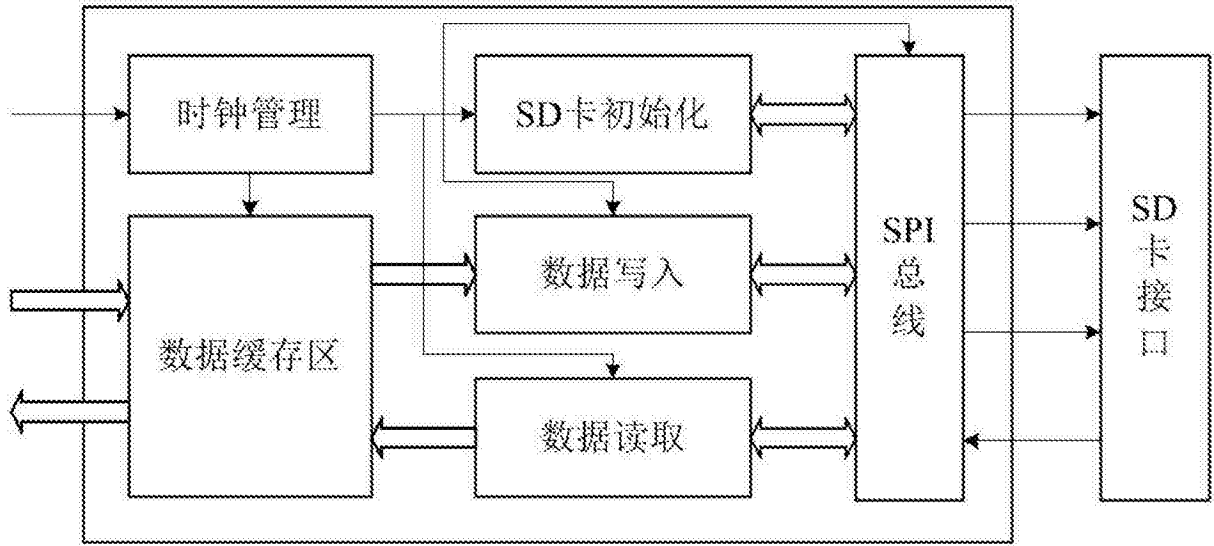 时钟管理
SD卡初始化
数据缓存区
数据写入
数据读取
SPI
总
线
SD
卡
接
口